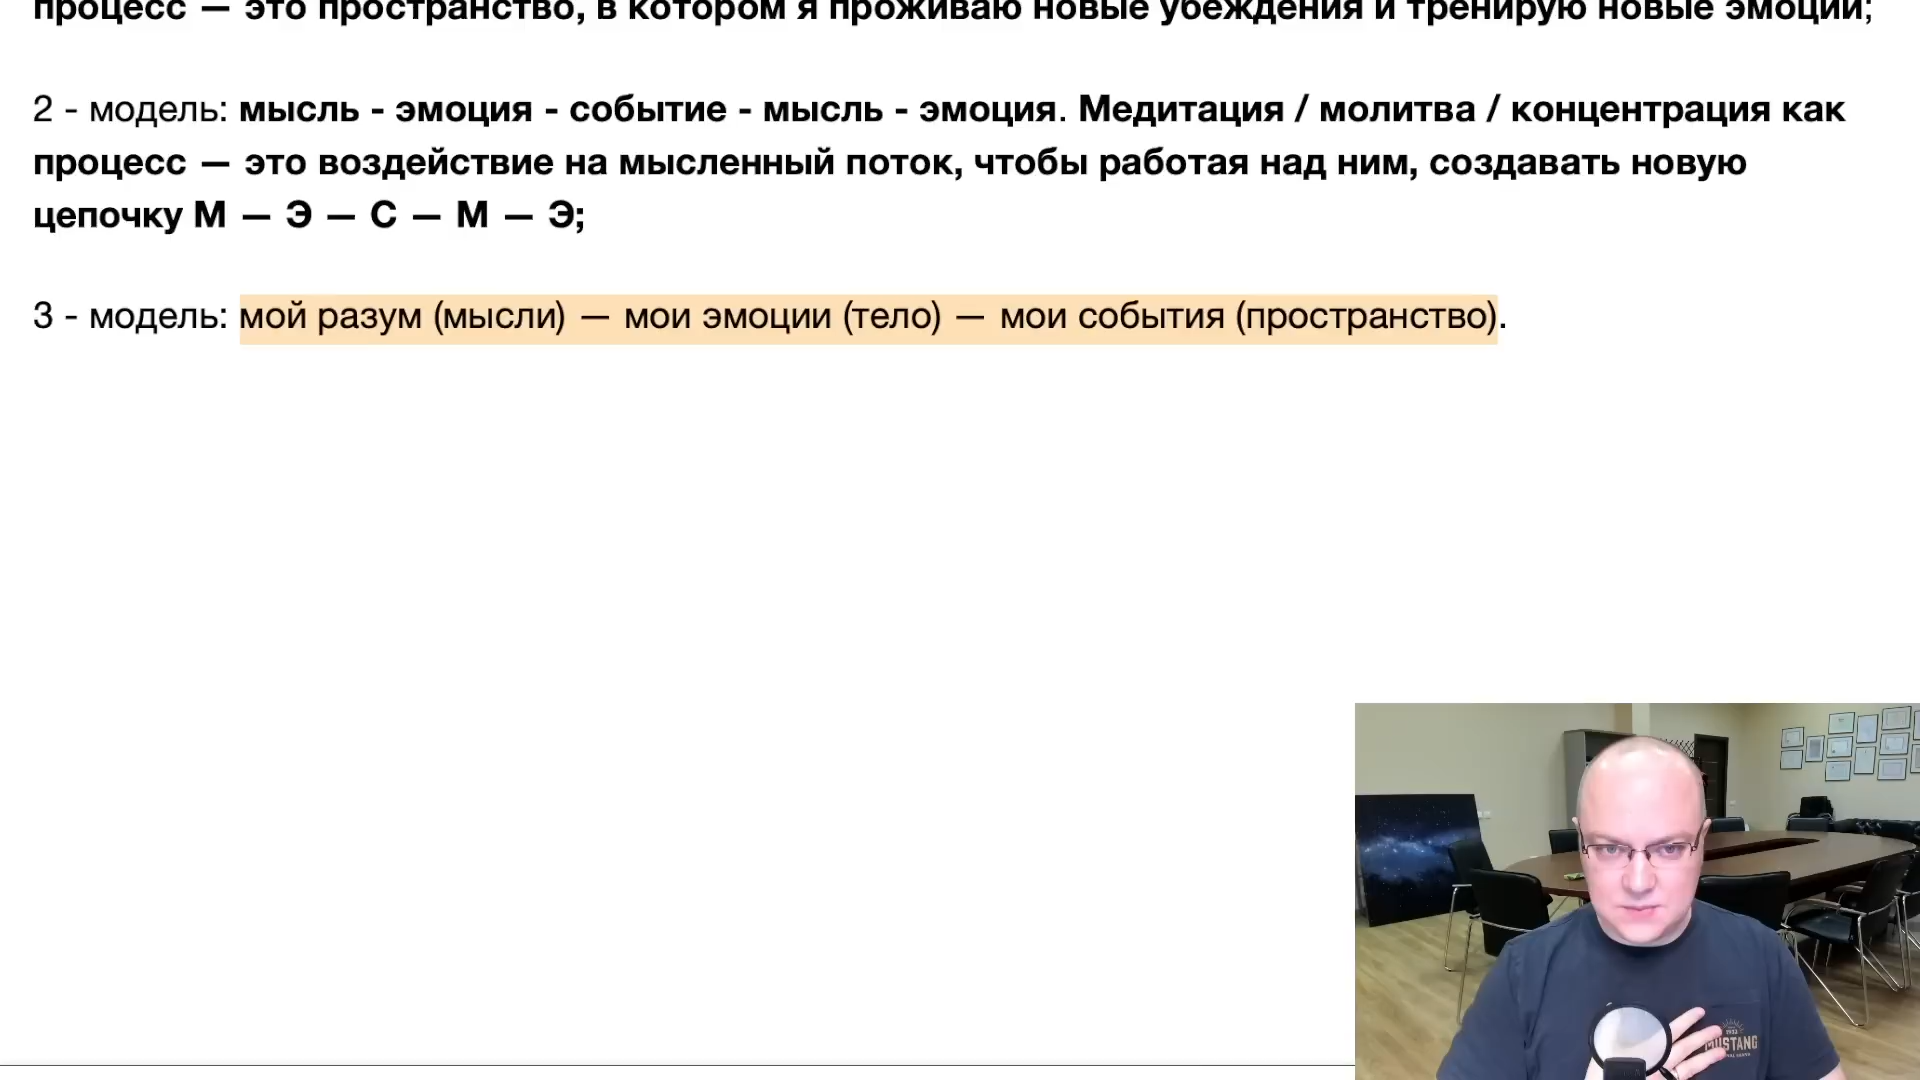 процесс — это пространство, в котором я проживаю новые убеждения и тренирую новые эмоции;
2 - модель: мысль - эмоция - событие - мысль - эмоция. Медитация / молитва / концентрация как
процесс — это воздействие на мысленный поток, чтобы работая над ним, создавать новую
цепочку М — Э — С — М — Э;
3 - модель: мой разум (мысли) — мои эмоции (тело) — мои события (пространство).
MUSTANG